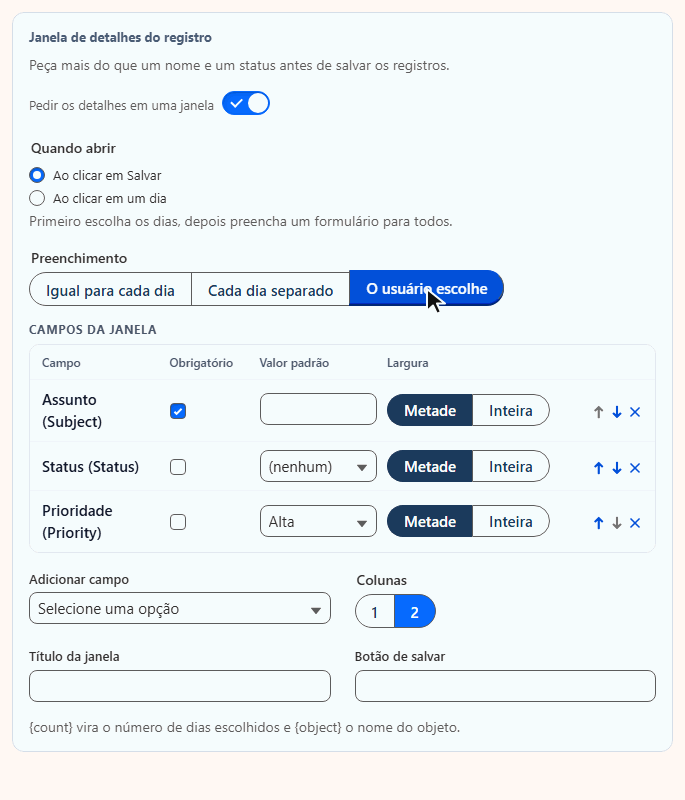 Janela de detalhes do registro
Peça mais do que um nome e um status antes de salvar os registros.
Pedir os detalhes em uma janela
Quando abrir
Ao clicar em Salvar
Ao clicar em um dia
Primeiro escolha os dias, depois preencha um formulário para todos.
Preenchimento
Igual para cada dia Cada dia separado O usuário escolhe
CAMPOS DA JANELA
Campo Obrigatório Valor padrão Largura
Assunto
(Subject) Metade Inteira
Status (Status) (nenhum) Metade Inteira
Prioridade
(Priority) Alta Metade Inteira
Adicionar campo Colunas
Selecione uma opção 1 2
Título da janela Botão de salvar
{count} vira o número de dias escolhidos e {object} o nome do objeto.